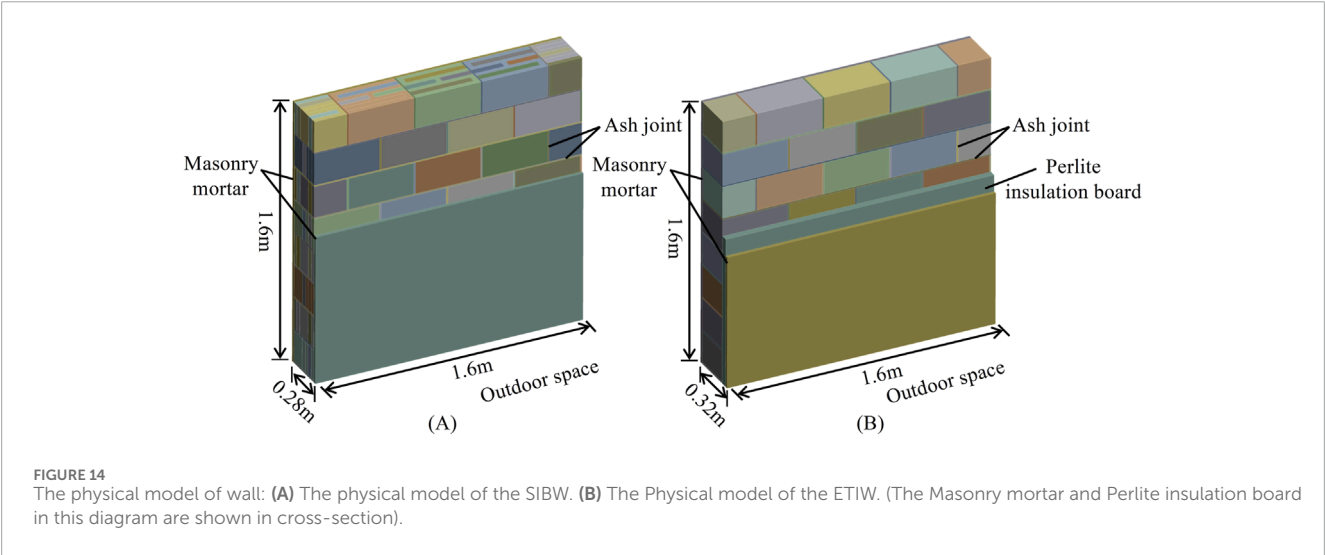 Ash joint
Masonry
mortar
1.6m
1.6m
0.28m
Outdoor space
(A)
Ash joint
Masonry
mortar
Perlite
insulation board
1.6m
1.6m
0.32m
Outdoor space
(B)
FIGURE 14
The physical model of wall: (A) The physical model of the SIBW. (B) The Physical model of the ETIW. (The Masonry mortar and Perlite insulation board
in this diagram are shown in cross-section).